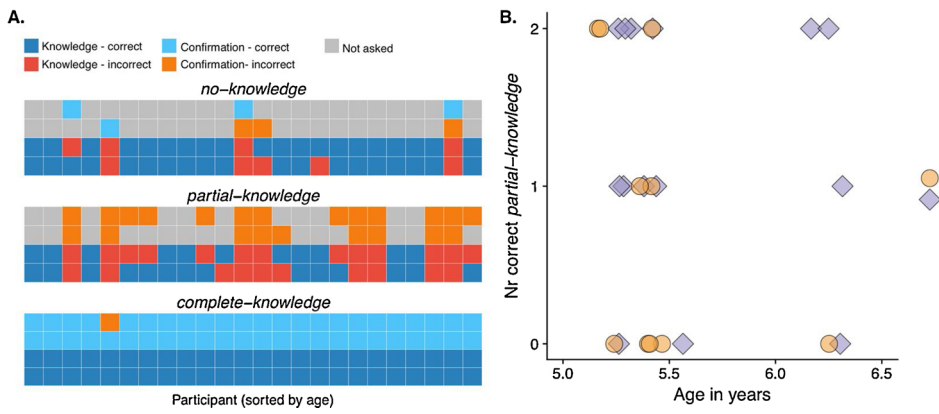 A.
Knowledge - correct
Confirmation - correct
Not asked
Knowledge - incorrect
Confirmation- incorrect
no–knowledge
partial–knowledge
complete–knowledge
Participant (sorted by age)
B.
Nr correct partial–knowledge
2
1
0
5.0 5.5 6.0 6.5
Age in years